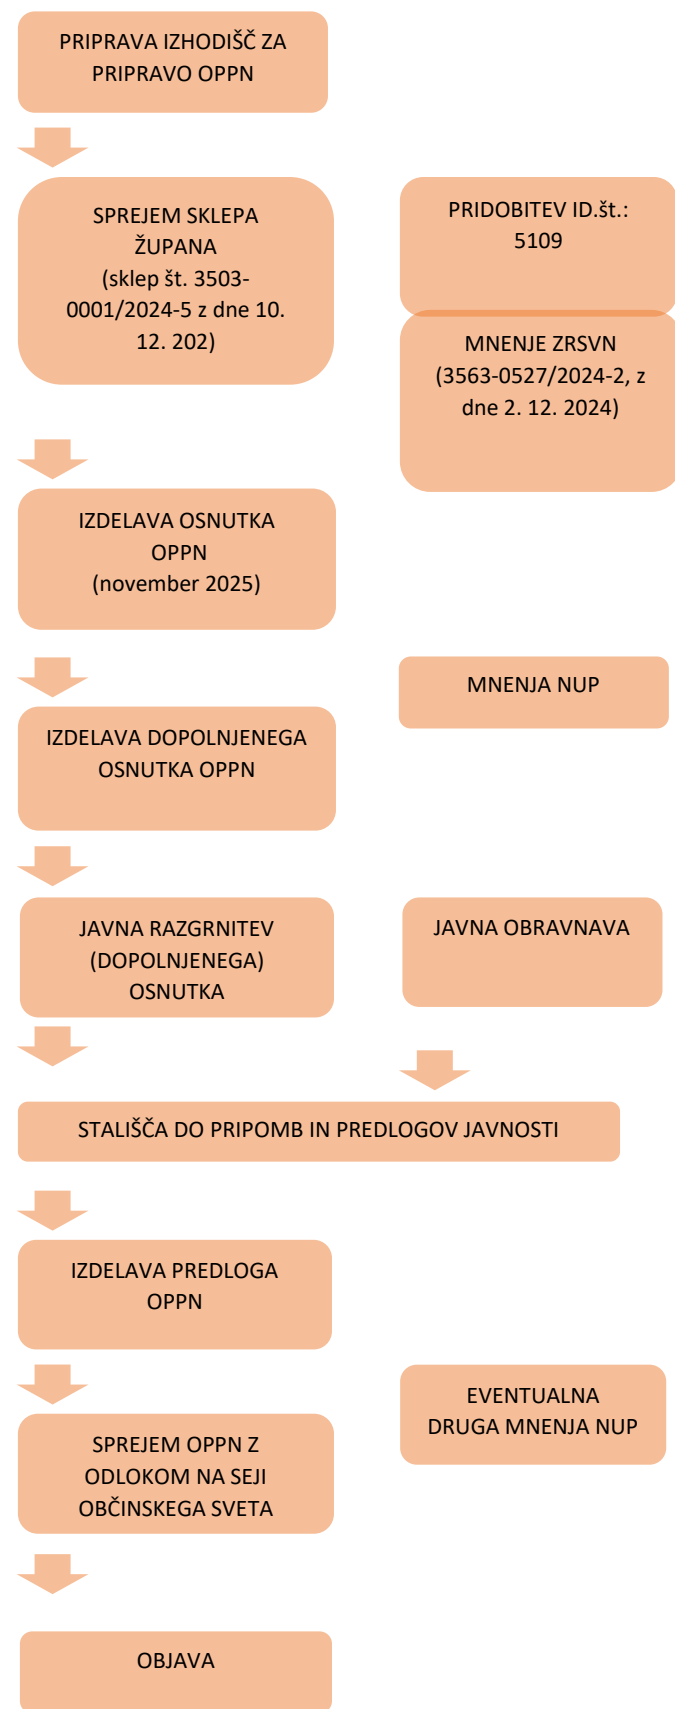 PRIPRAVA IZHODIŠČ ZA
PRIPRAVO OPPN
SPREJEM SKLEPA
ŽUPANA
(sklep št. 3503-
0001/2024-5 z dne 10.
12. 202)
PRIDOBITEV ID.št.:
5109
MNENJE ZRSVN
(3563-0527/2024-2, z
dne 2. 12. 2024)
IZDELAVA OSNUTKA
OPPN
(november 2025)
MNENJA NUP
IZDELAVA DOPOLNJENEGA
OSNUTKA OPPN
JAVNA RAZGRNITEV
(DOPOLNJENEGA)
OSNUTKA
JAVNA OBRAVNAVA
STALIŠČA DO PRIPOMB IN PREDLOGOV JAVNOSTI
IZDELAVA PREDLOGA
OPPN
EVENTUALNA
DRUGA MNENJA NUP
SPREJEM OPPN Z
ODLOKOM NA SEJI
OBČINSKEGA SVETA
OBJAVA